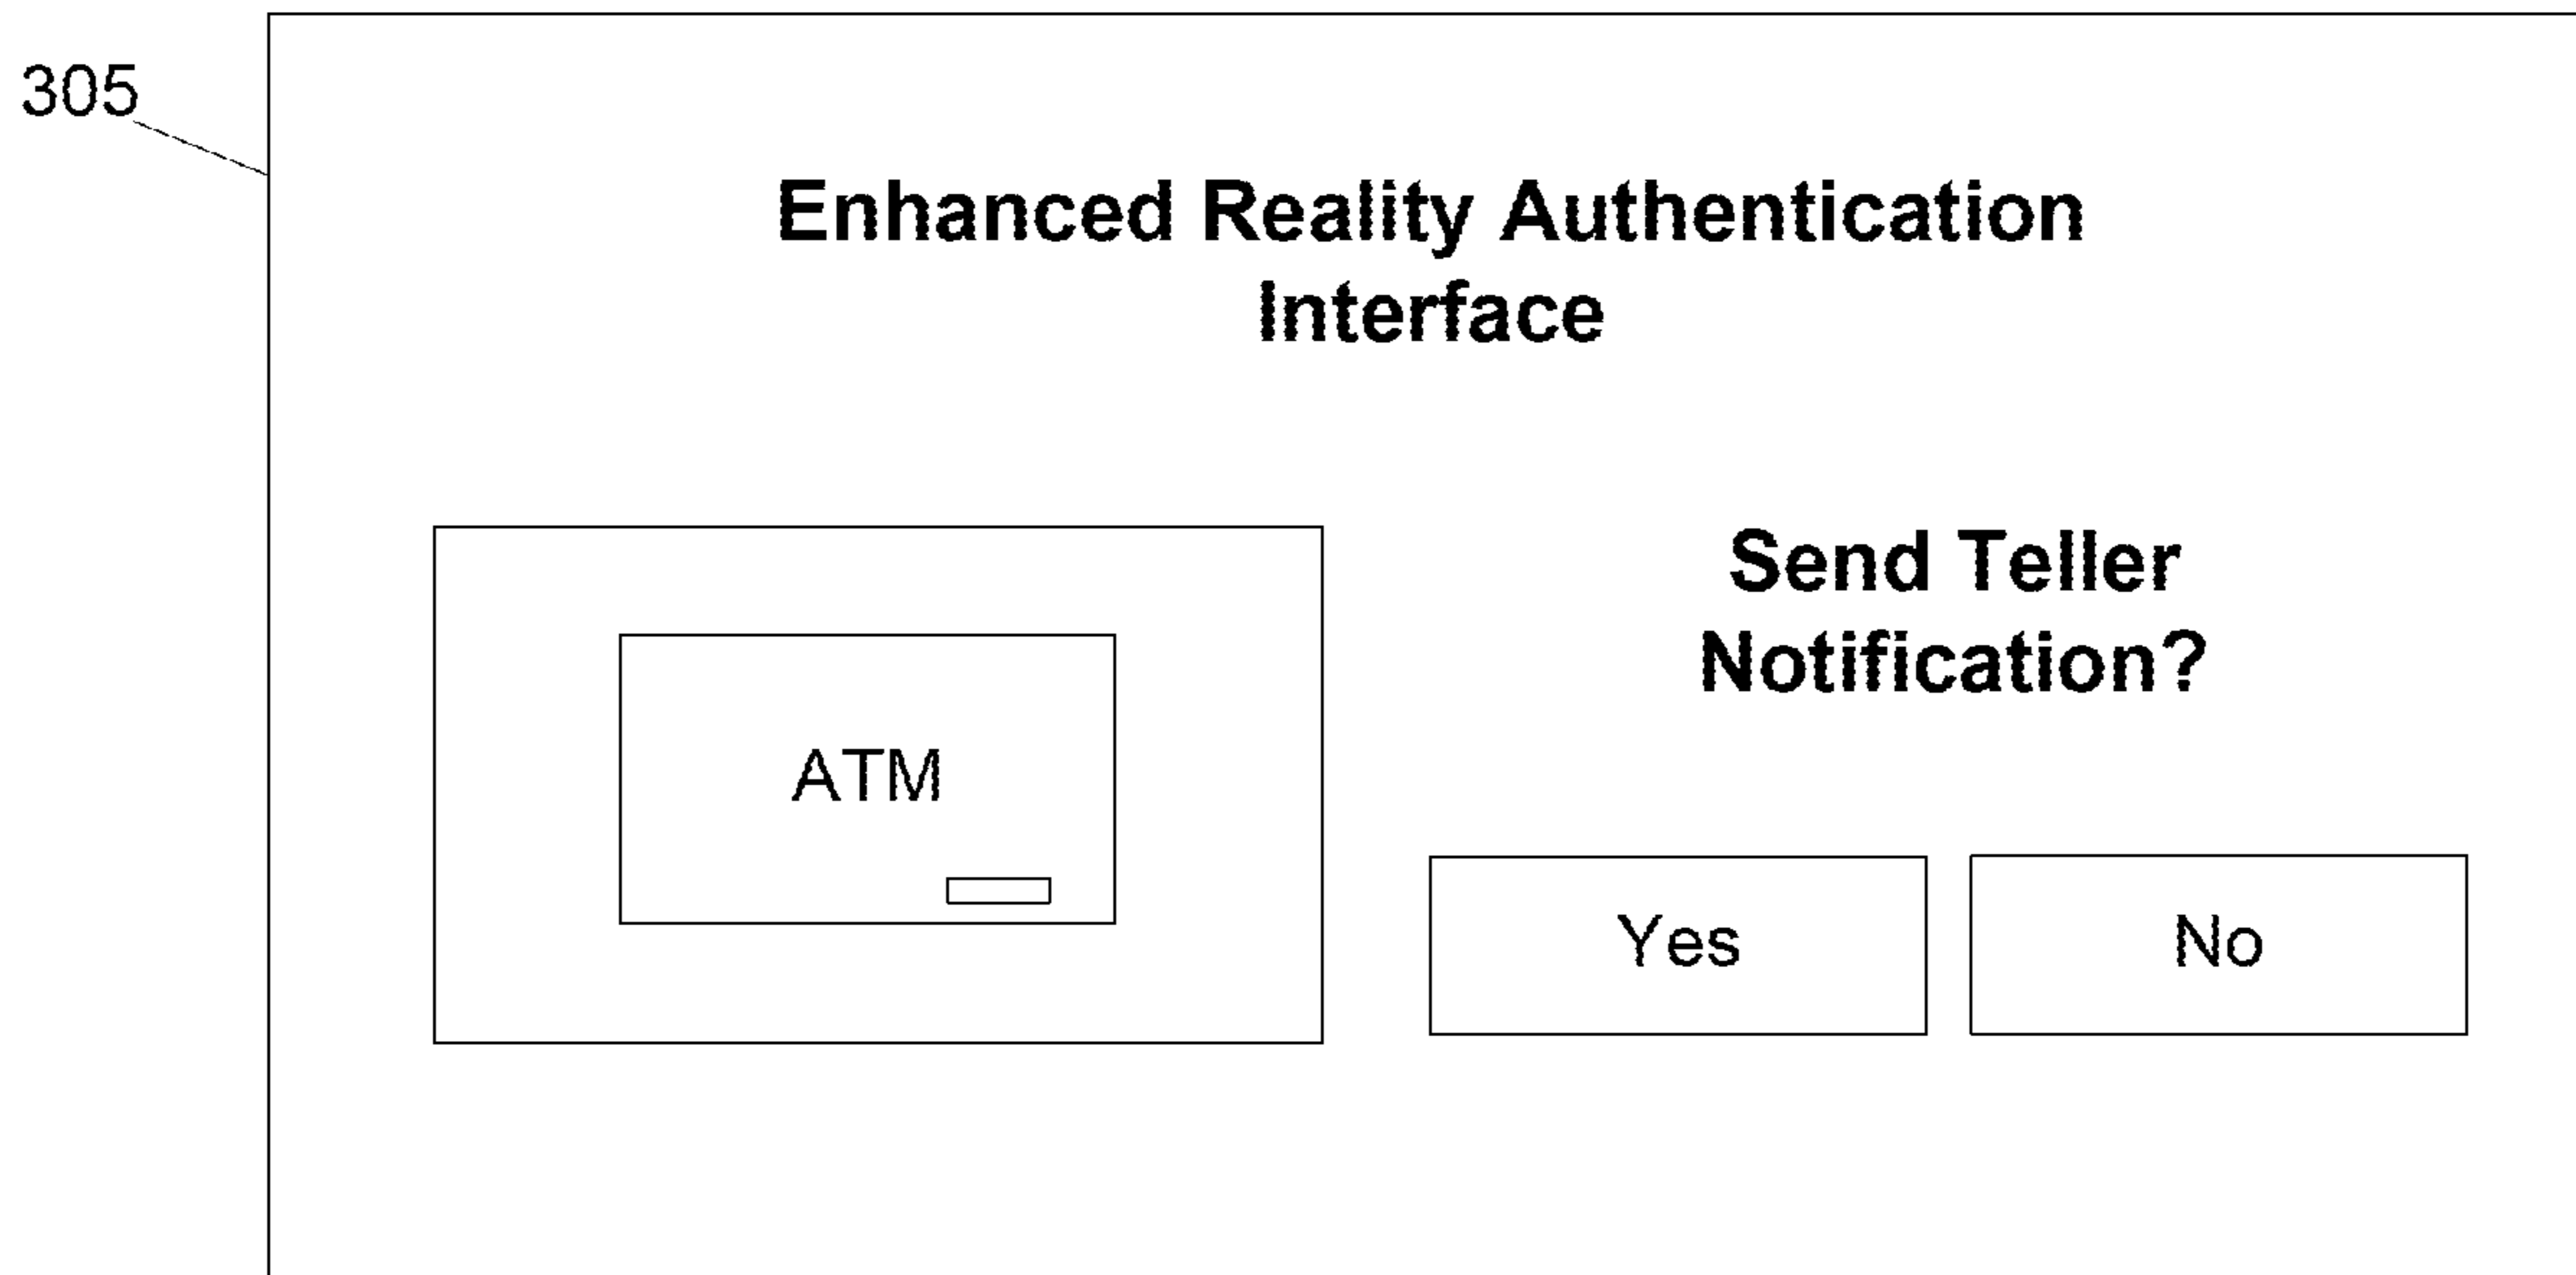 305
Enhanced Reality Authentication
Interface
Send Teller
Notification?
ATM
Yes
No